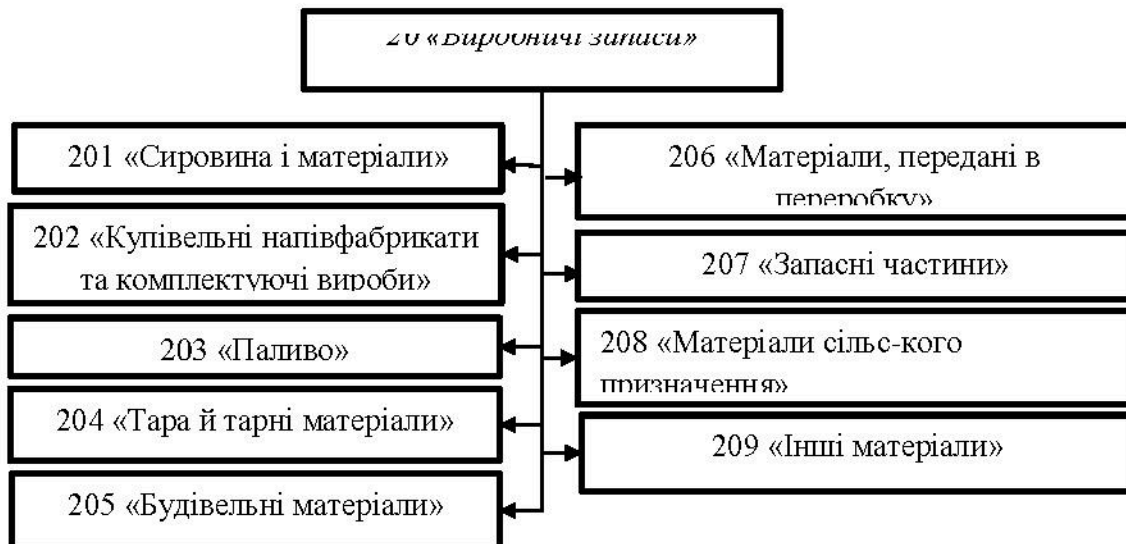 20 «Виробничі запаси»
201 «Сировина і матеріали»
202 «Купівельні напівфабрикати
та комплектуючі вироби»
203 «Паливо»
204 «Тара й тарні матеріали»
205 «Будівельні матеріали»
206 «Матеріали, передані в
переробку»
207 «Запасні частини»
208 «Матеріали сільс-кого
призначення»
209 «Інші матеріали»